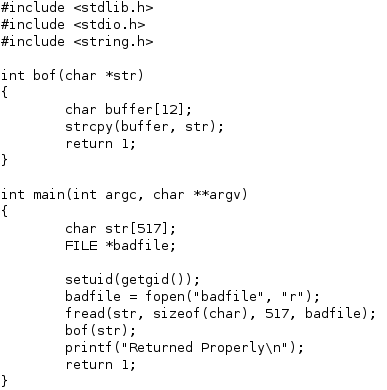 #include <stdlib.h>
#include <stdio.h>
#include <string.h>

int bof(char *str)
{
        char buffer[12];
        strcpy(buffer, str);
        return 1;
}

int main(int argc, char **argv)
{
        char str[517];
        FILE *badfile;

        setuid(getgid());
        badfile = fopen("badfile", "r");
        fread(str, sizeof(char), 517, badfile);
        bof(str);
        printf("Returned Properly\n");
        return 1;
}